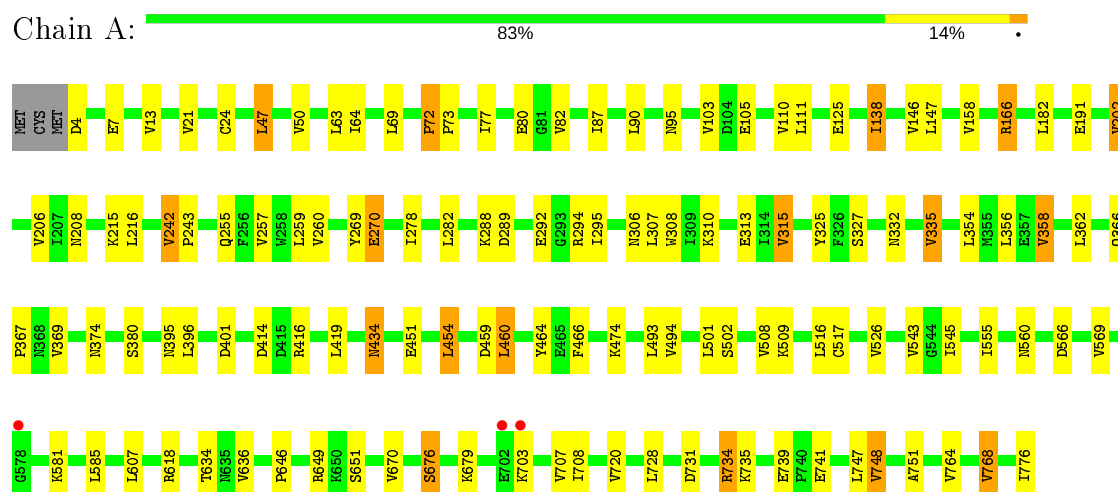 Chain A:
83% 14% •
MET CYS MET D4 E7 V13 V21 C24 L47 V50 L63 I64 L69 P72 P73 I77 E80 G81 V82 I87 L90 N95 V103 D104 E105 V110 L111 E125 I138 V146 L147 V158 R166 L182 E191
V206 I207 N208 K215 L216 V242 P243 Q255 F256 V257 W258 L259 V260 Y269 E270 I278 L282 K288 D289 E292 G293 R294 I295 N306 L307 W308 I309 K310 E313 I314 V315 Y325 F326 S327 N332 V335 L354 M355 L356 E357 V358 L362
P367 N368 V369 N374 S380 N395 L396 D401 D414 D415 R416 L419 N434 E451 L454 D459 L460 Y464 E465 F466 K474 L493 V494 L501 S502 V508 K509 L516 C517 V526 V543 G544 I545 I555 N560 D566 V569
G578 K581 L585 L607 R618 T634 N635 V636 P646 R649 K650 S651 V670 S676 K679 E702 K703 V707 I708 V720 L728 D731 R734 K735 E739 P740 E741 L747 V748 A751 V764 V768 I776